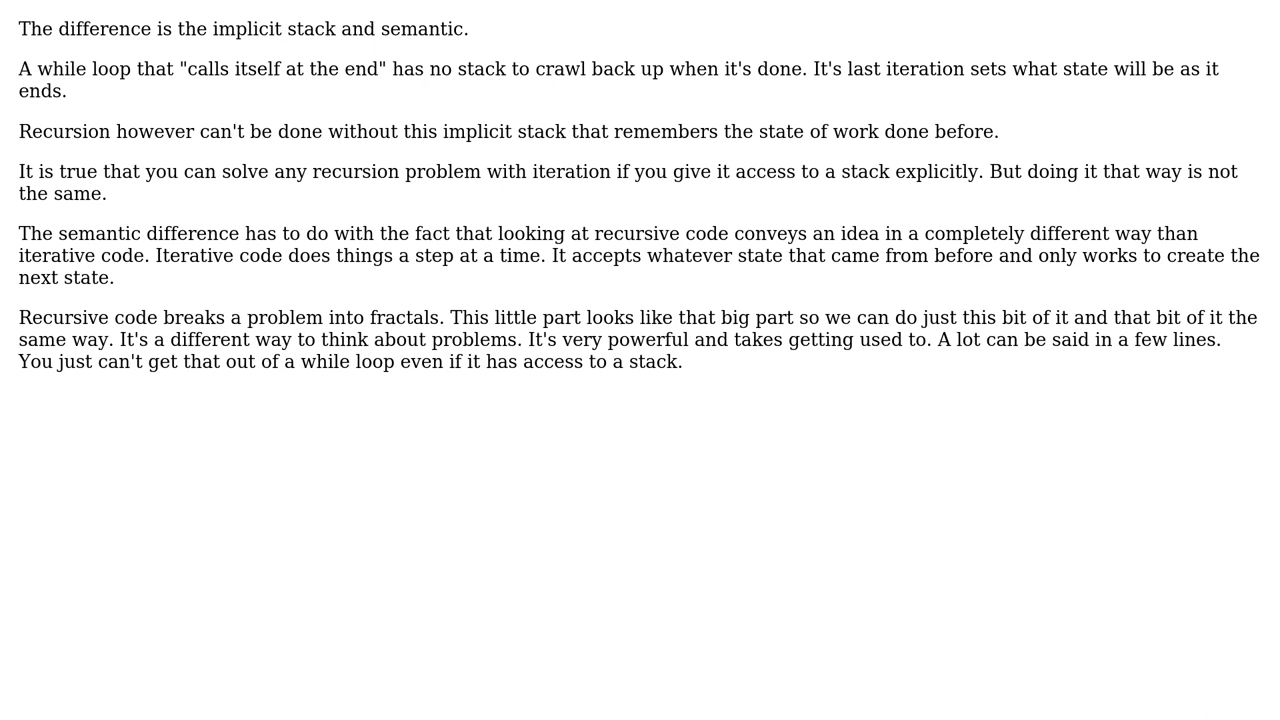 The difference is the implicit stack and semantic.
A while loop that "calls itself at the end" has no stack to crawl back up when it's done. It's last iteration sets what state will be as it
ends.
Recursion however can't be done without this implicit stack that remembers the state of work done before.
It is true that you can solve any recursion problem with iteration if you give it access to a stack explicitly. But doing it that way is not
the same.
The semantic difference has to do with the fact that looking at recursive code conveys an idea in a completely different way than
iterative code. Iterative code does things a step at a time. It accepts whatever state that came from before and only works to create the
next state.
Recursive code breaks a problem into fractals. This little part looks like that big part so we can do just this bit of it and that bit of it the
same way. It's a different way to think about problems. It's very powerful and takes getting used to. A lot can be said in a few lines.
You just can't get that out of a while loop even if it has access to a stack.